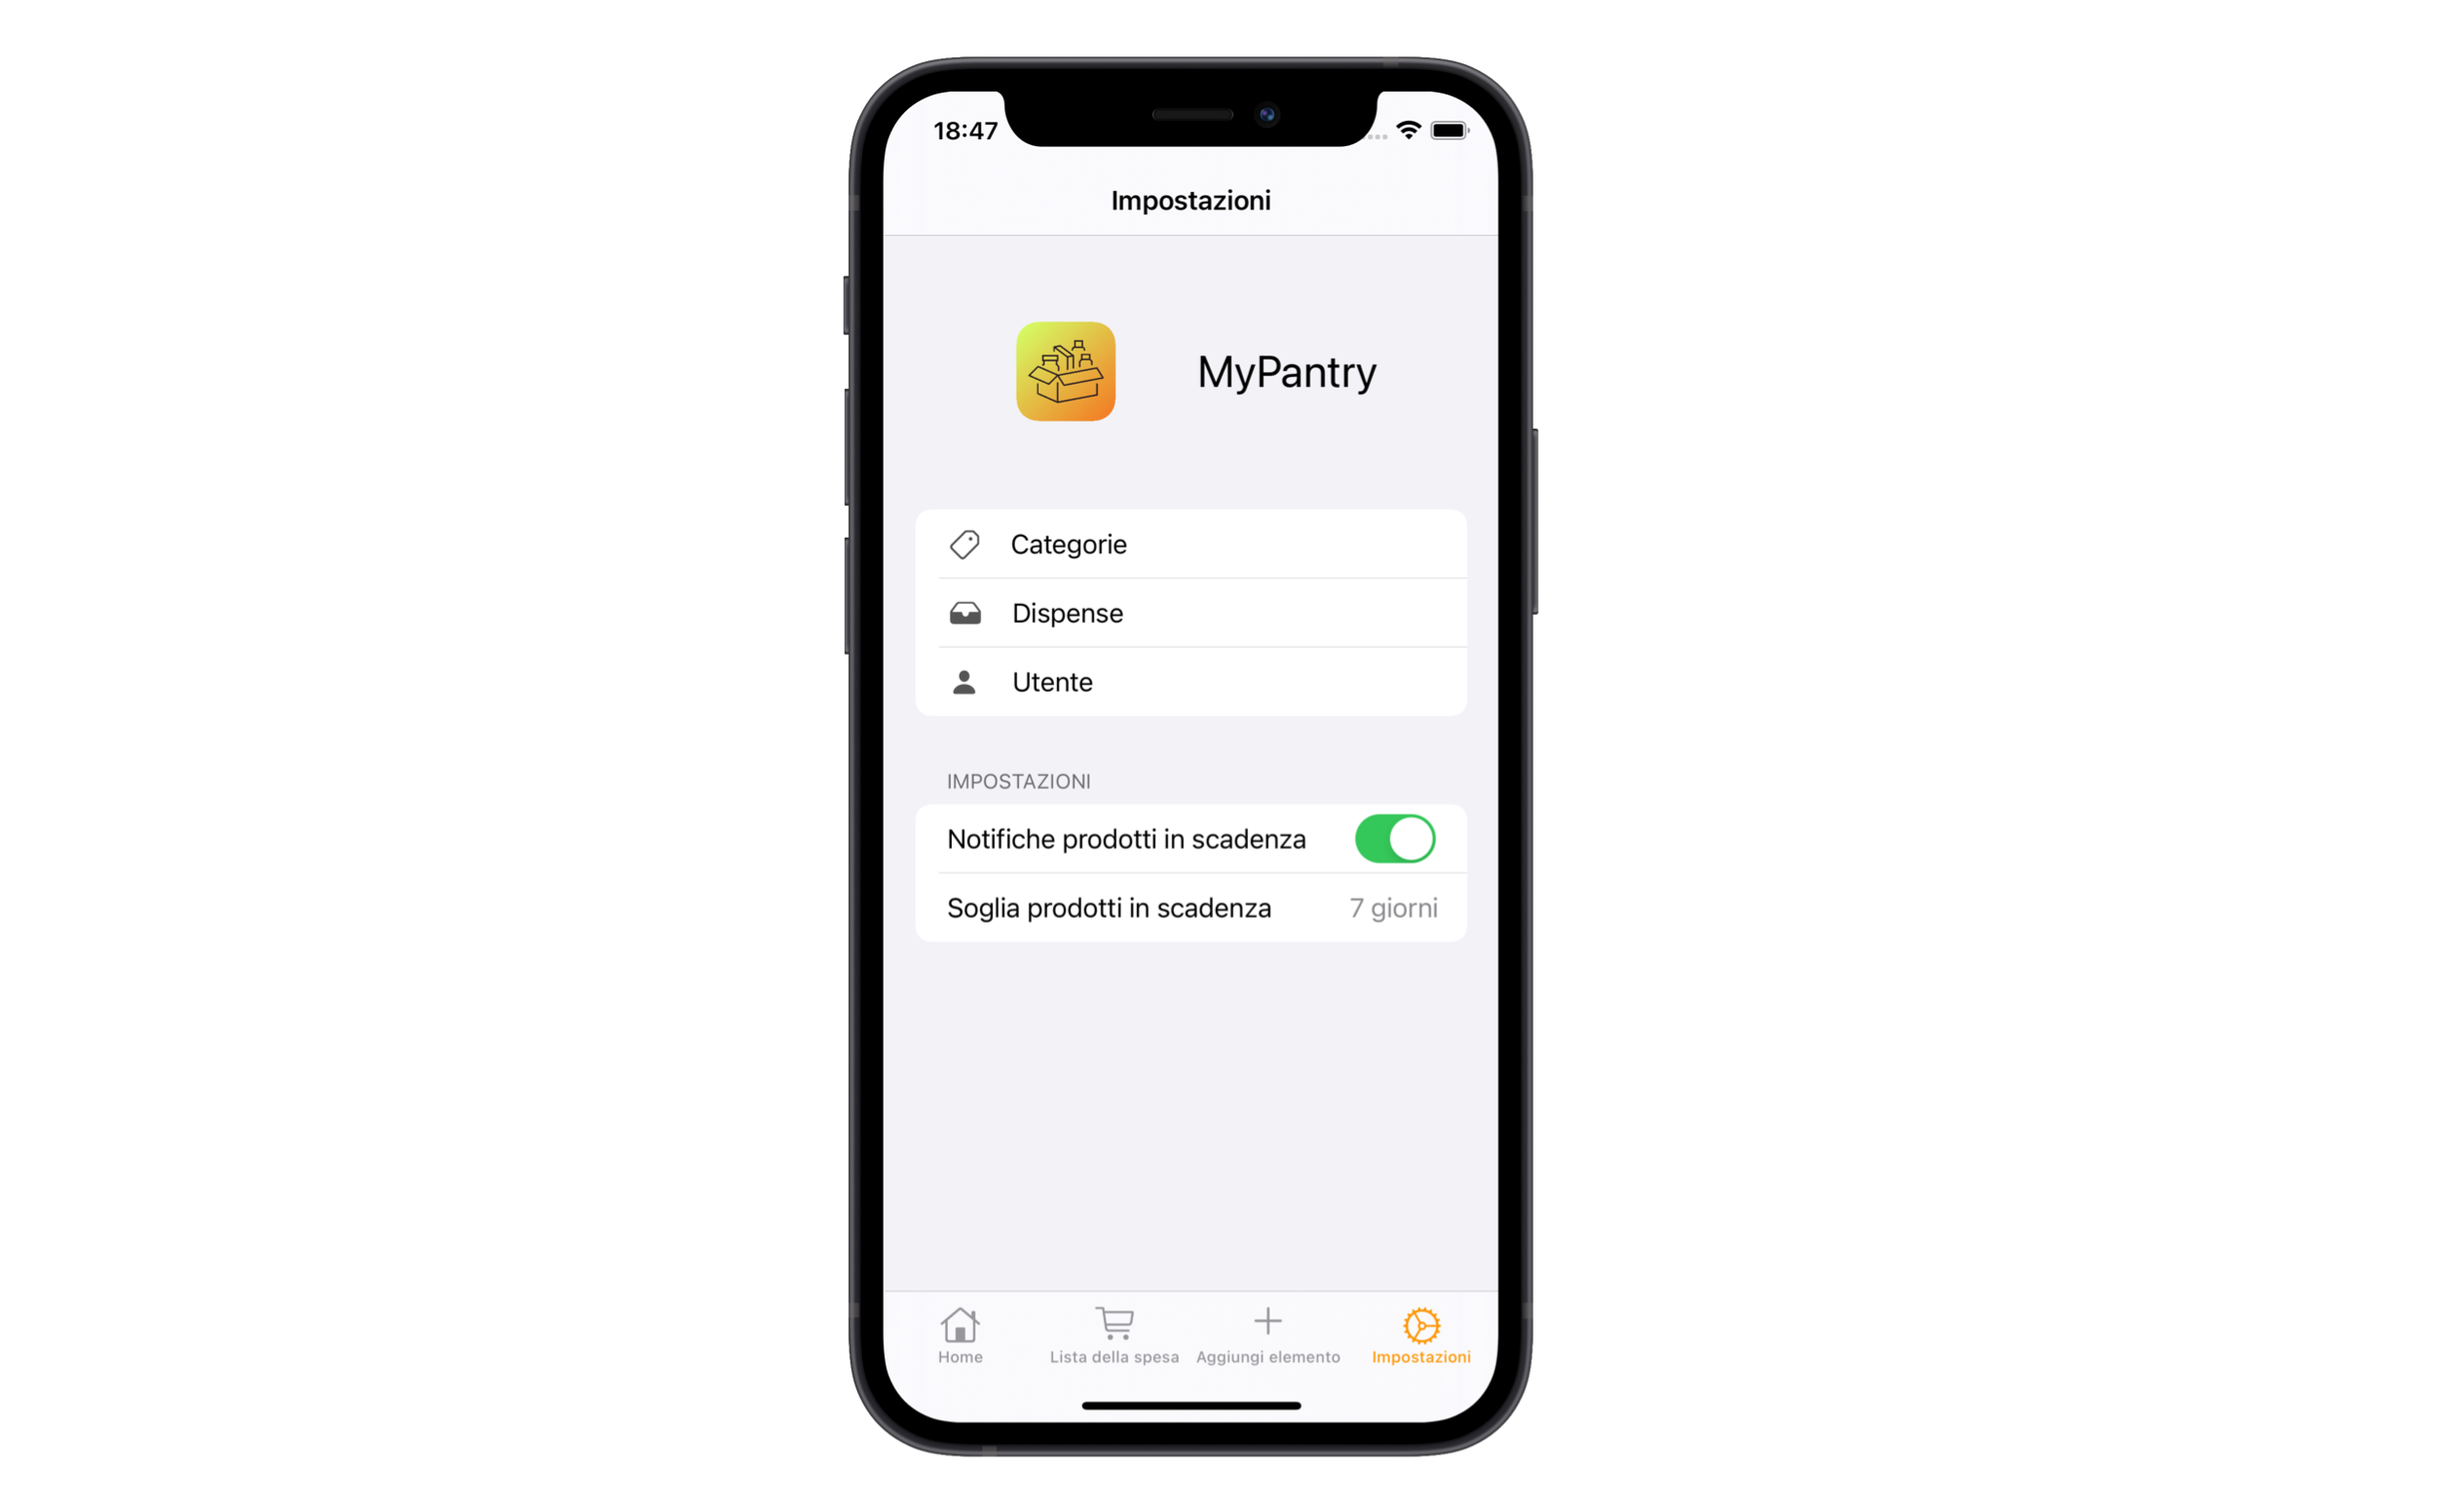 18:47
Impostazioni
MyPantry
Categorie
Dispense
Utente
IMPOSTAZIONI
Notifiche prodotti in scadenza
Soglia prodotti in scadenza 7 giorni
Home Lista della spesa Aggiungi elemento Impostazioni